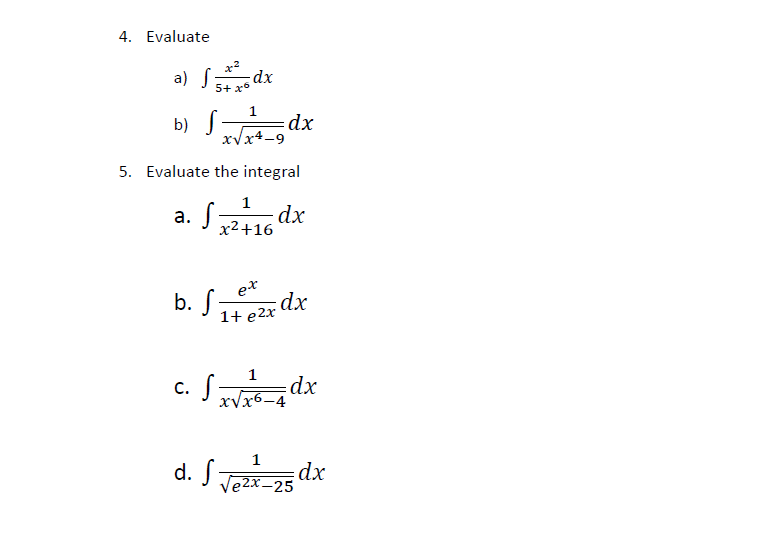 4. Evaluate
a) ∫ x²/(5+ x⁶) dx
b) ∫ 1/(x√(x⁴−9)) dx
5. Evaluate the integral
a. ∫ 1/(x²+16) dx
b. ∫ eˣ/(1+ e²ˣ) dx
c. ∫ 1/(x√(x⁶−4)) dx
d. ∫ 1/√(e²ˣ−25) dx